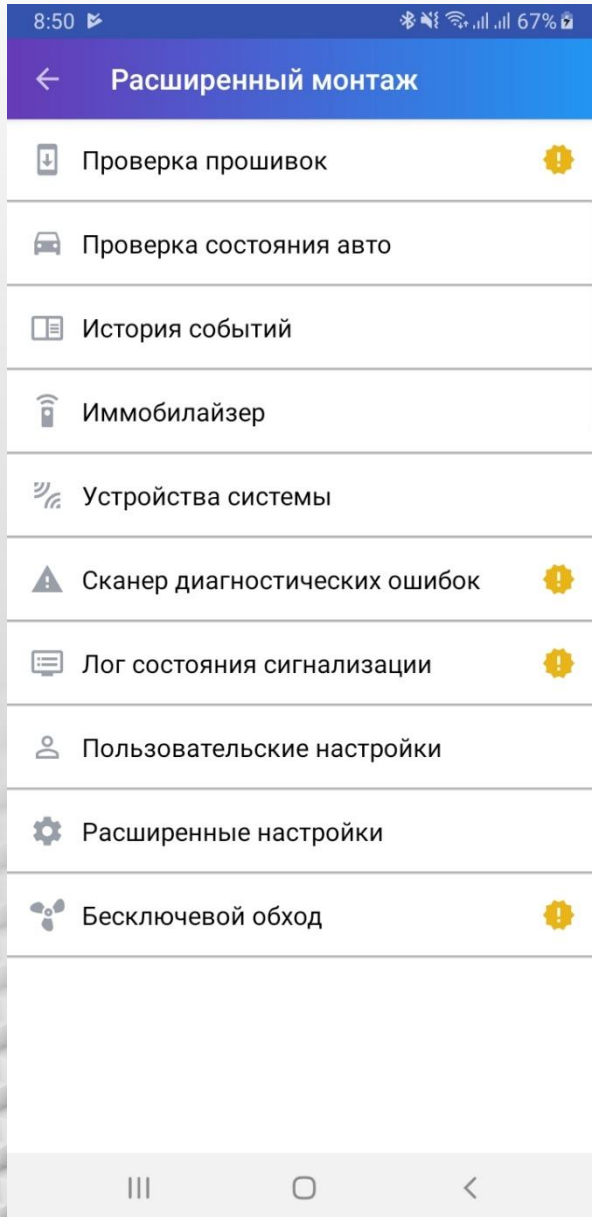 8:50 67%
Расширенный монтаж
Проверка прошивок
Проверка состояния авто
История событий
Иммобилайзер
Устройства системы
Сканер диагностических ошибок
Лог состояния сигнализации
Пользовательские настройки
Расширенные настройки
Бесключевой обход